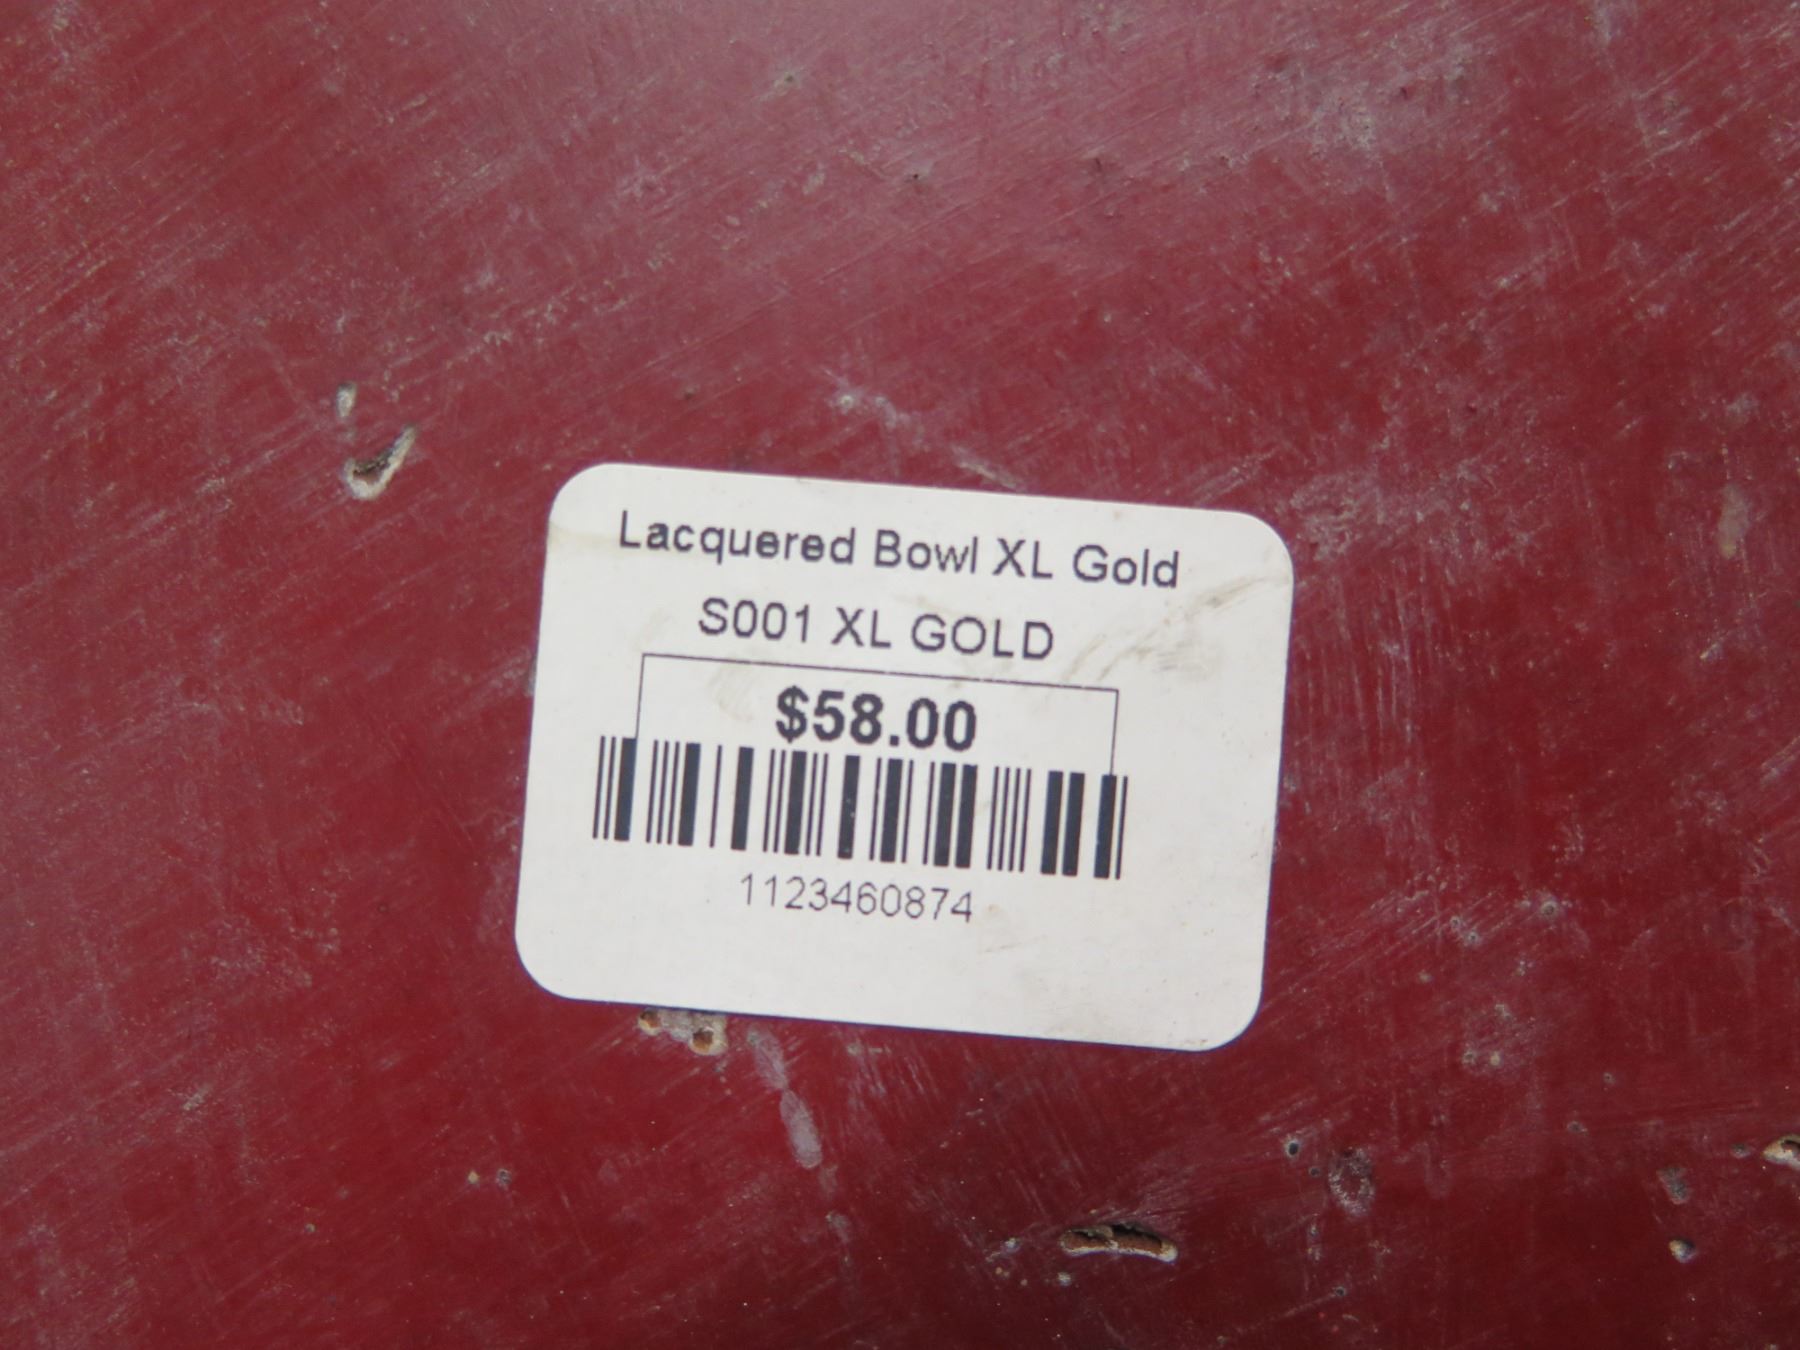 Lacquered Bowl XL Gold
S001 XL GOLD
$58.00
1123460874